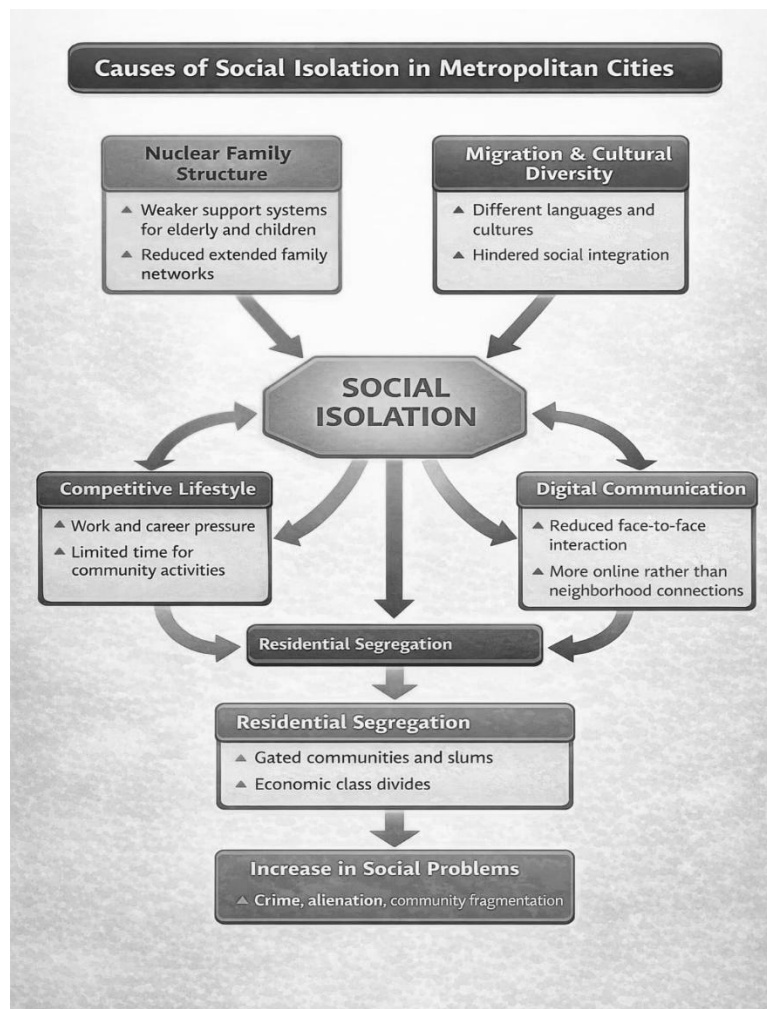 Causes of Social Isolation in Metropolitan Cities
Nuclear Family
Structure
▲ Weaker support systems
for elderly and children
▲ Reduced extended family
networks
Migration & Cultural
Diversity
▲ Different languages and
cultures
▲ Hindered social integration
SOCIAL
ISOLATION
Competitive Lifestyle
▲ Work and career pressure
▲ Limited time for
community activities
Digital Communication
▲ Reduced face-to-face
interaction
▲ More online rather than
neighborhood connections
Residential Segregation
Residential Segregation
▲ Gated communities and slums
▲ Economic class divides
Increase in Social Problems
▲ Crime, alienation, community fragmentation